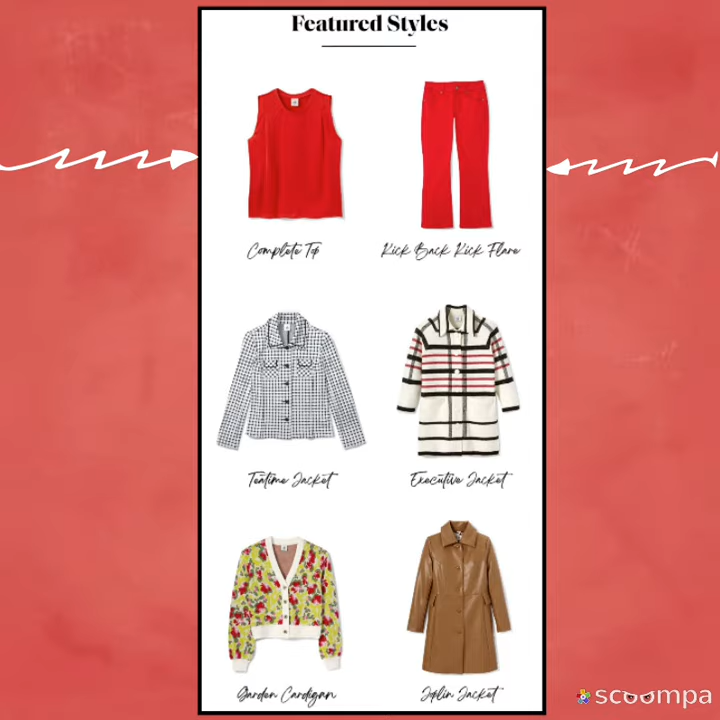 Featured Styles
Complete Top
Kick Back Kick Flare
Teatime Jacket
Executive Jacket
Garden Cardigan
Joplin Jacket
scoompa